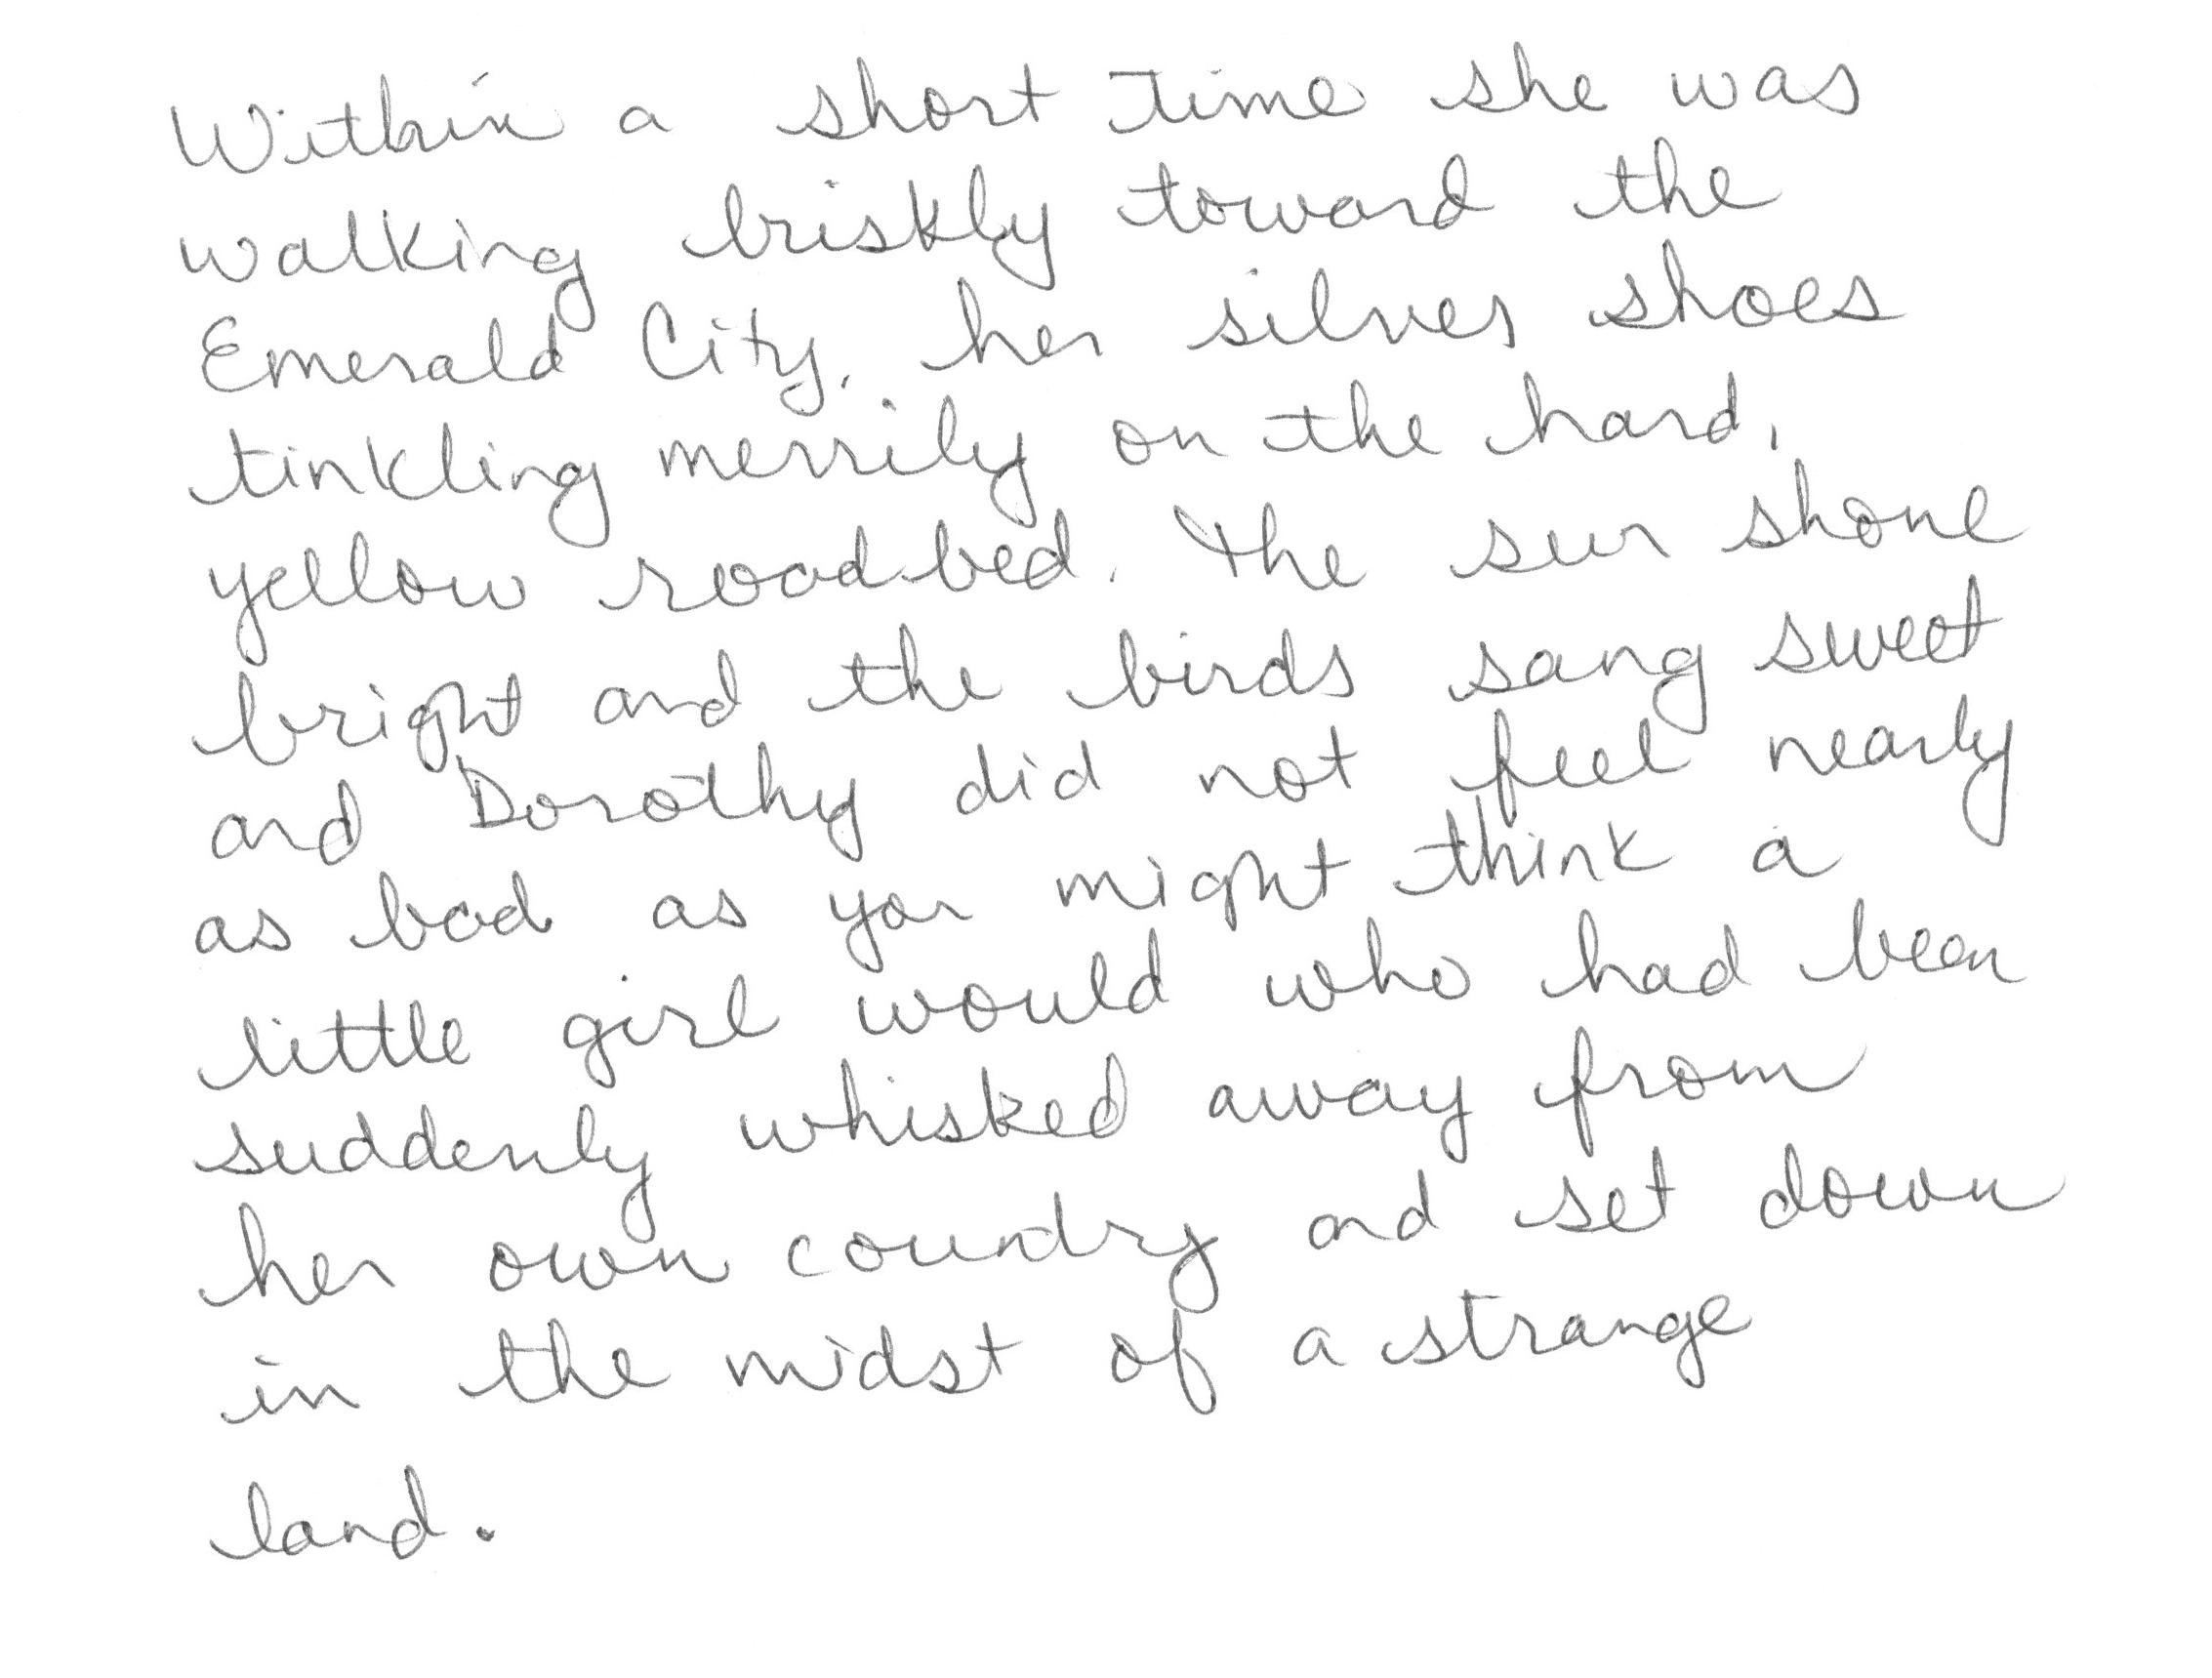 Within a short time she was
walking briskly toward the
Emerald City, her silver shoes
tinkling merrily on the hard,
yellow roadbed. The sun shone
bright and the birds sang sweet
and Dorothy did not feel nearly
as bad as you might think a
little girl would who had been
suddenly whisked away from
her own country and set down
in the midst of a strange
land.